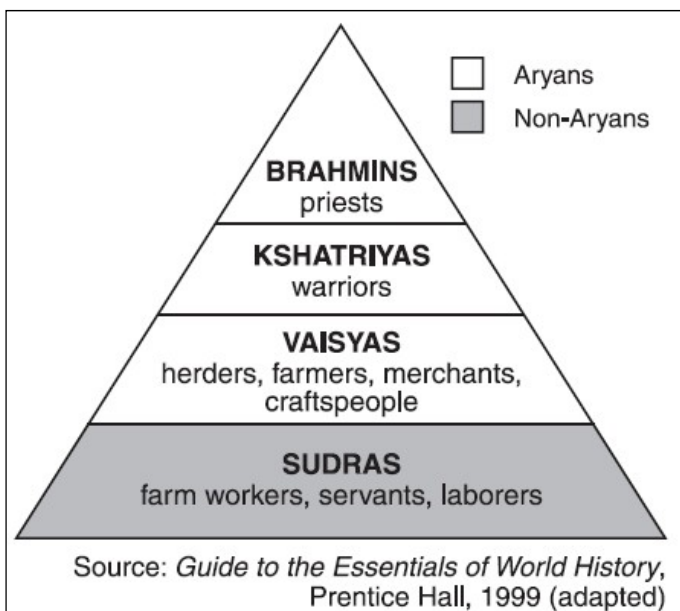 Aryans
Non-Aryans
BRAHMINS
priests
KSHATRIYAS
warriors
VAISYAS
herders, farmers, merchants,
craftspeople
SUDRAS
farm workers, servants, laborers
Source: Guide to the Essentials of World History,
Prentice Hall, 1999 (adapted)